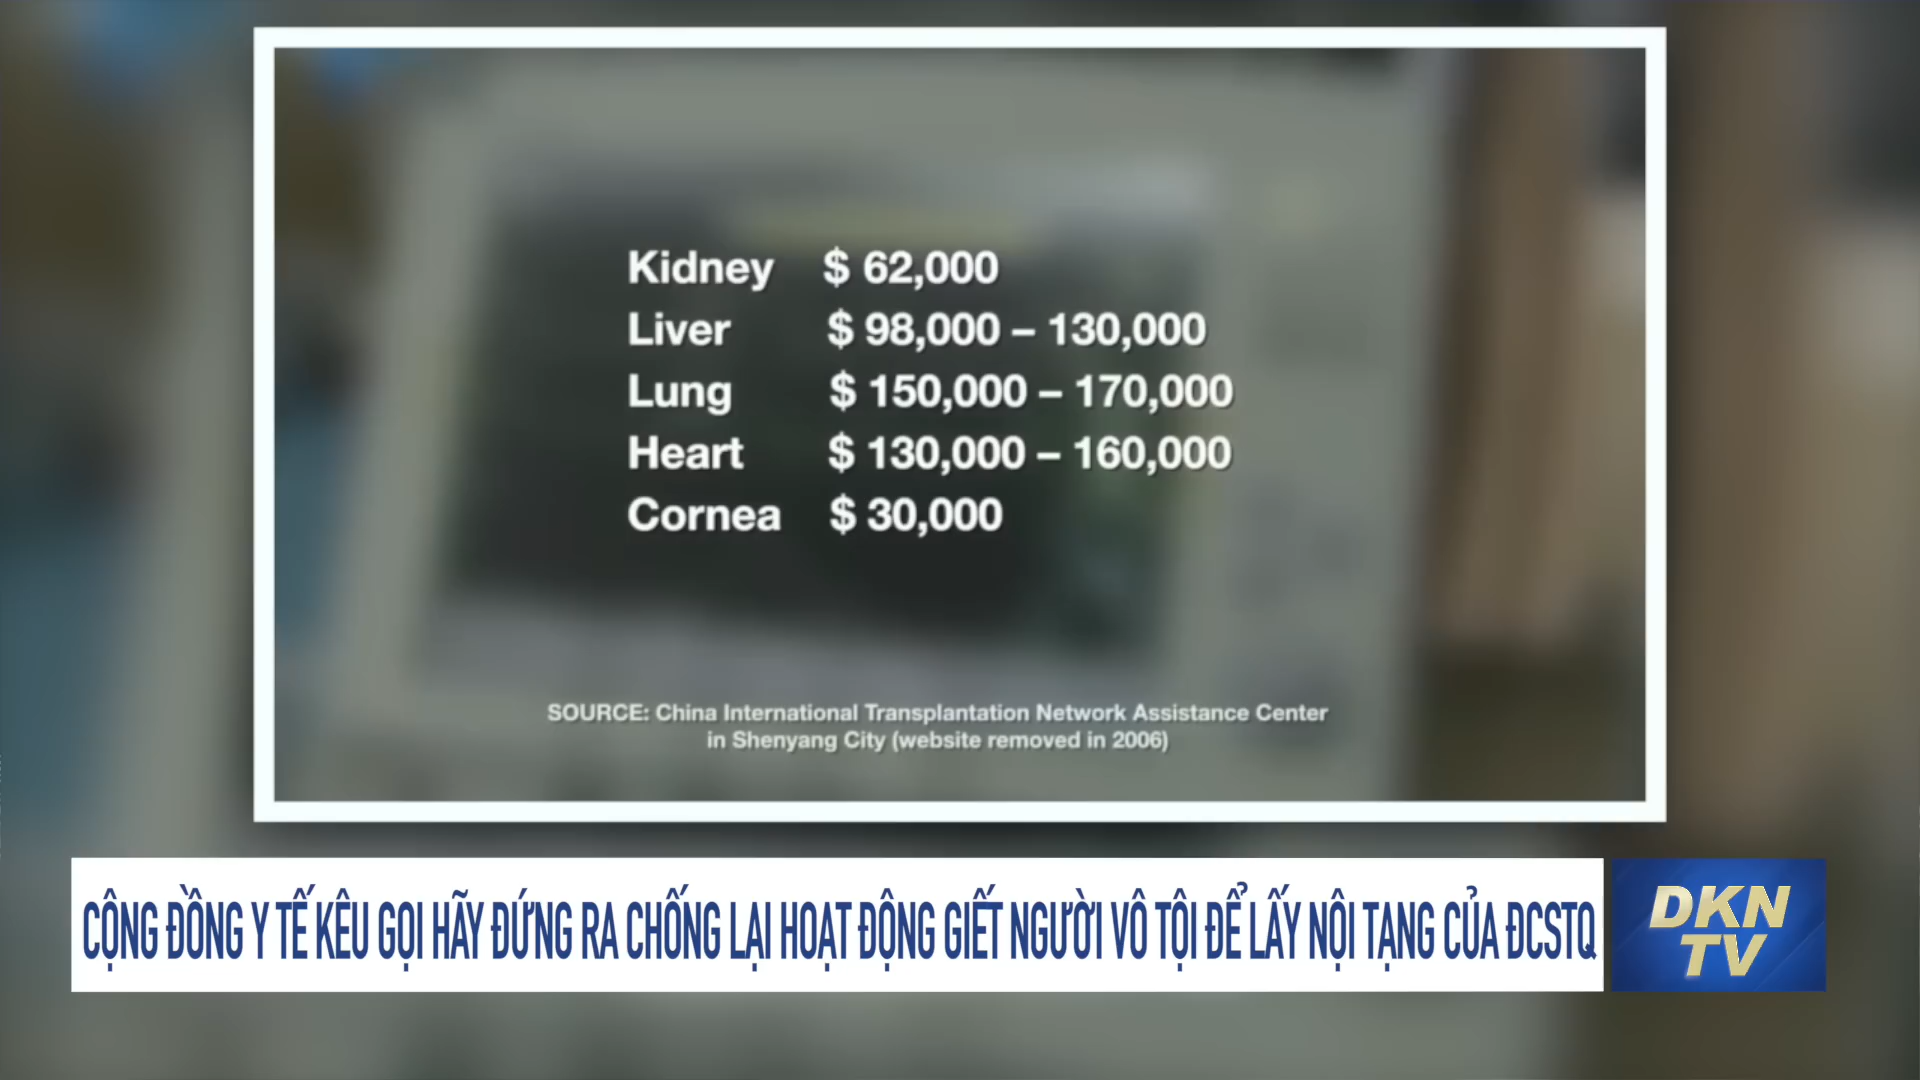 Kidney $ 62,000
Liver $ 98,000 – 130,000
Lung $ 150,000 – 170,000
Heart $ 130,000 – 160,000
Cornea $ 30,000
SOURCE: China International Transplantation Network Assistance Center
in Shenyang City (website removed in 2006)
CỘNG ĐỒNG Y TẾ KÊU GỌI HÃY ĐỨNG RA CHỐNG LẠI HOẠT ĐỘNG GIẾT NGƯỜI VÔ TỘI ĐỂ LẤY NỘI TẠNG CỦA ĐCSTQ
DKN
TV